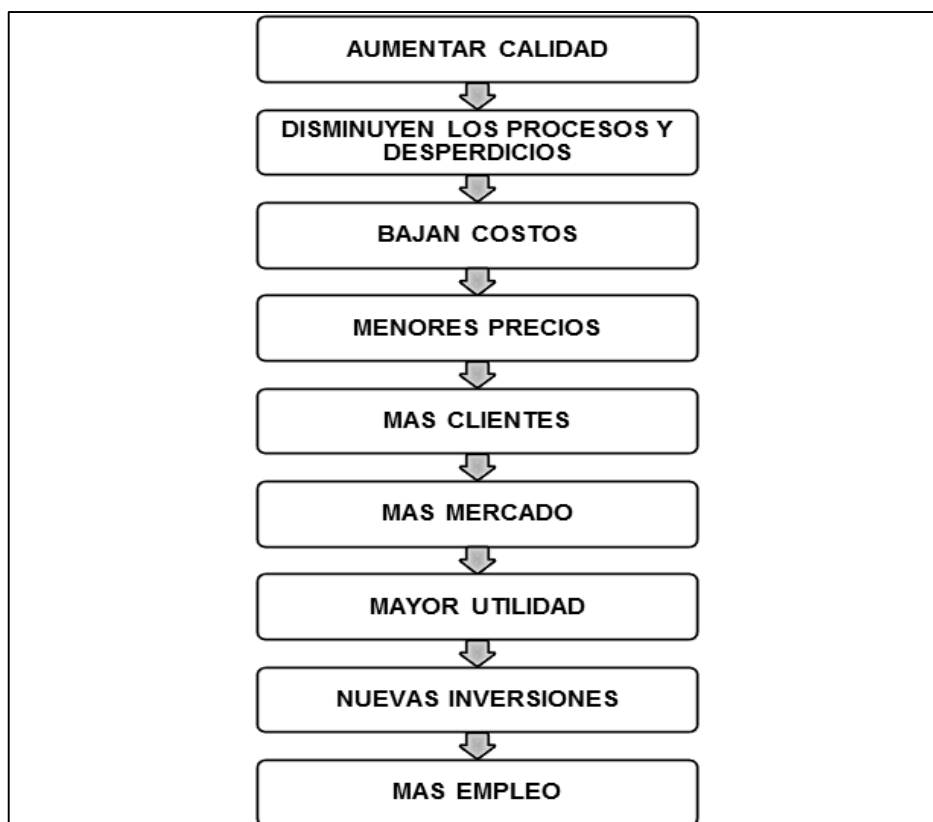 AUMENTAR CALIDAD
DISMINUYEN LOS PROCESOS Y
DESPERDICIOS
BAJAN COSTOS
MENORES PRECIOS
MAS CLIENTES
MAS MERCADO
MAYOR UTILIDAD
NUEVAS INVERSIONES
MAS EMPLEO